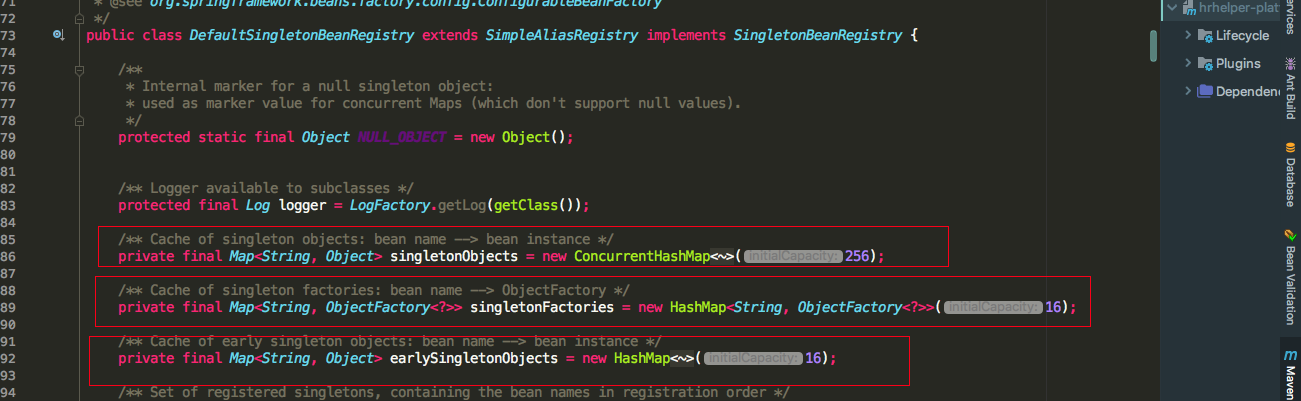 71 * @see org.springframework.beans.factory.config.ConfigurableBeanFactory
72 */
73 public class DefaultSingletonBeanRegistry extends SimpleAliasRegistry implements SingletonBeanRegistry {
74
75 /**
76 * Internal marker for a null singleton object:
77 * used as marker value for concurrent Maps (which don't support null values).
78 */
79 protected static final Object NULL_OBJECT = new Object();
80
81
82 /** Logger available to subclasses */
83 protected final Log logger = LogFactory.getLog(getClass());
84
85 /** Cache of singleton objects: bean name --> bean instance */
86 private final Map<String, Object> singletonObjects = new ConcurrentHashMap<~>( initialCapacity: 256);
87
88 /** Cache of singleton factories: bean name --> ObjectFactory */
89 private final Map<String, ObjectFactory<?>> singletonFactories = new HashMap<String, ObjectFactory<?>>( initialCapacity: 16);
90
91 /** Cache of early singleton objects: bean name --> bean instance */
92 private final Map<String, Object> earlySingletonObjects = new HashMap<~>( initialCapacity: 16);
93
94 /** Set of registered singletons, containing the bean names in registration order */
hrhelper-plat
Lifecycle
Plugins
Dependenc
ervices
Ant Build
Database
Bean Validation
Maven